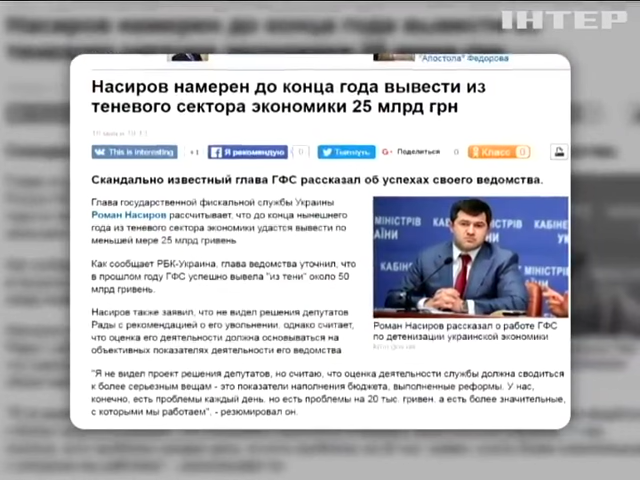 ІНТЕР
"Апостола" Федорова
Насиров намерен до конца года вывести из
теневого сектора экономики 25 млрд грн
This is interesting
Я рекомендую
0
Твитнуть
G+ Поделиться
0
Класс
0
Скандально известный глава ГФС рассказал об успехах своего ведомства.
Глава государственной фискальной службы Украины
Роман Насиров рассчитывает, что до конца нынешнего
года из теневого сектора экономики удастся вывести по
меньшей мере 25 млрд гривень
Как сообщает РБК-Украина, глава ведомства уточнил, что
в прошлом году ГФС успешно вывела "из тени" около 50
млрд гривень.
Насиров также заявил, что не видел решения депутатов
Рады с рекомендацией о его увольнении, однако считает,
что оценка его деятельности должна основываться на
объективных показателях деятельности его ведомства
МІНІСТРІВ
КАБІНЕ
АЇНИ
УКРАЇН
КАБІНЕТ
Роман Насиров рассказал о работе ГФС
по детенизации украинской экономики
"Я не видел проект решения депутатов, но считаю, что оценка деятельности службы должна сводиться
к более серьезным вещам - это показатели наполнения бюджета, выполненные реформы. У нас,
конечно, есть проблемы каждый день, но есть проблемы на 20 тыс. гривен, а есть более значительные,
с которыми мы работаем", - резюмировал он.